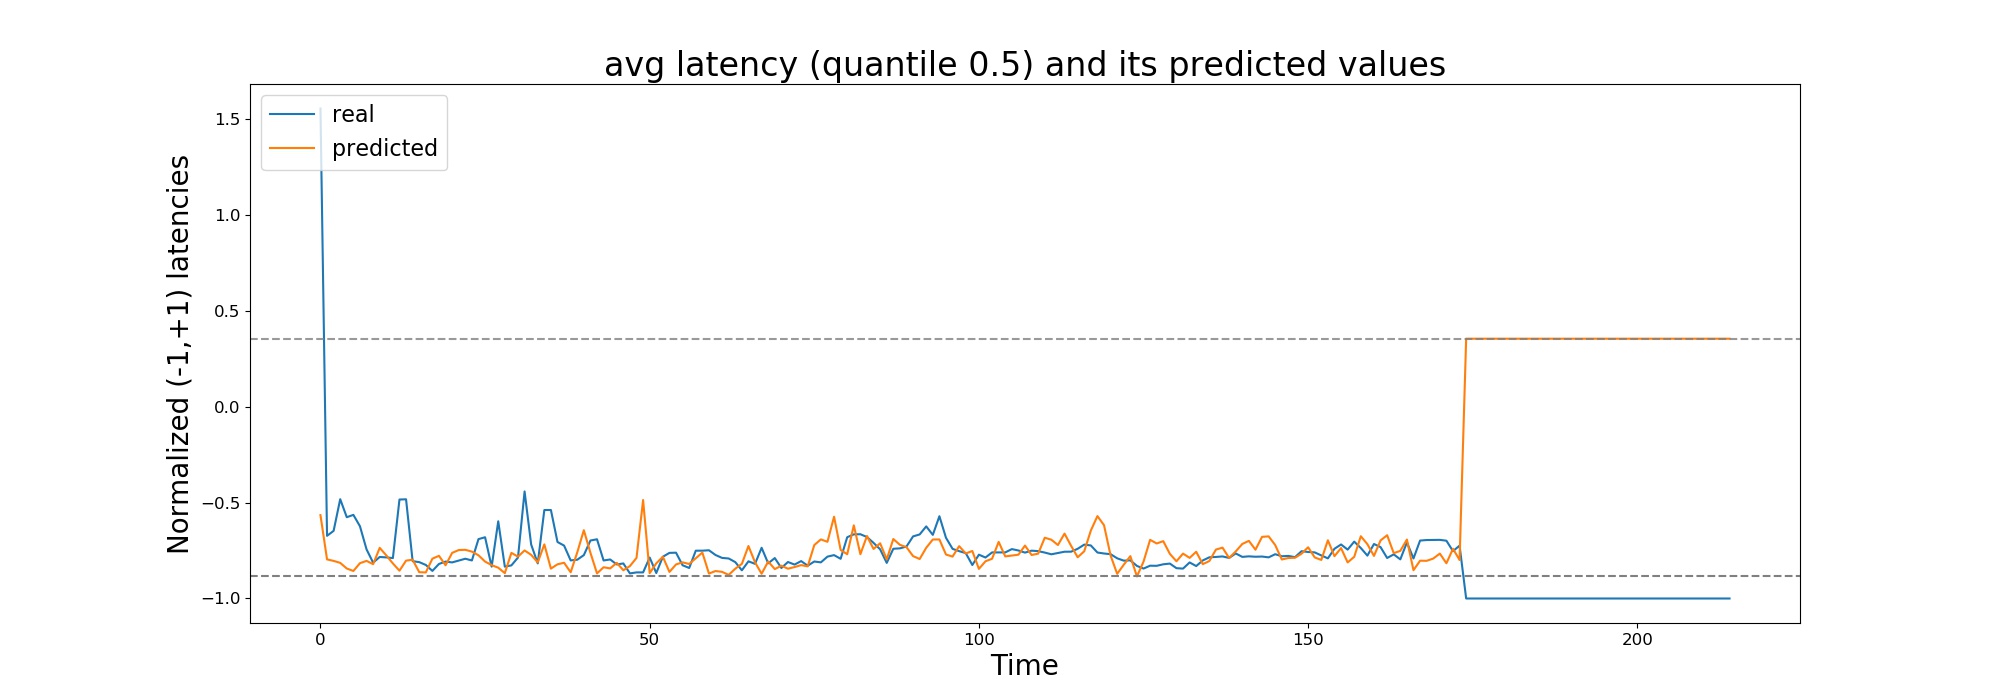 avg latency (quantile 0.5) and its predicted values
real
predicted
Normalized (-1,+1) latencies
1.5
1.0
0.5
0.0
−0.5
−1.0
0
50
100
150
200
Time